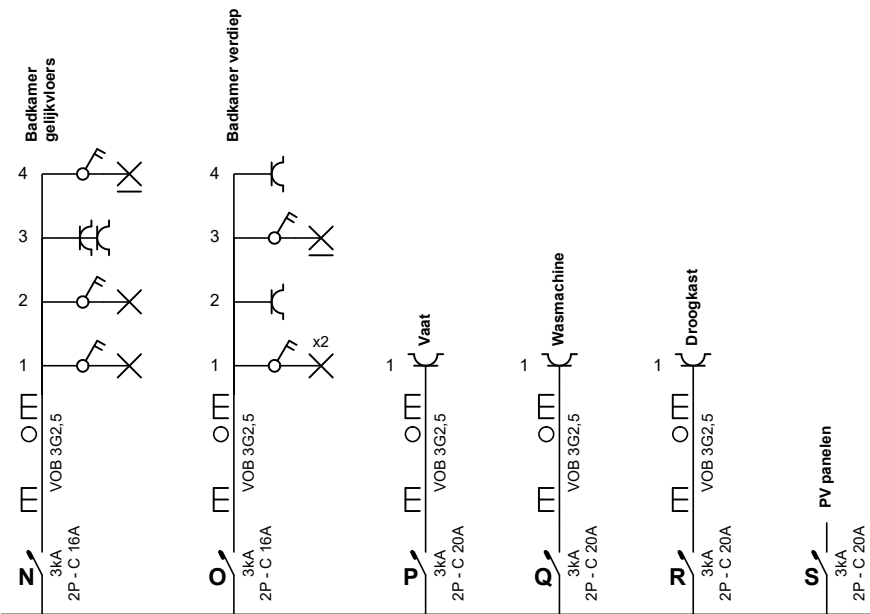 Badkamer
gelijkvloers
4
3
2
1
VOB 3G2,5
N
3kA
2P - C 16A
Badkamer verdiep
4
3
2
1
x2
VOB 3G2,5
O
3kA
2P - C 16A
Vaat
1
VOB 3G2,5
P
3kA
2P - C 20A
Wasmachine
1
VOB 3G2,5
Q
3kA
2P - C 20A
Droogkast
1
VOB 3G2,5
R
3kA
2P - C 20A
PV panelen
S
3kA
2P - C 20A